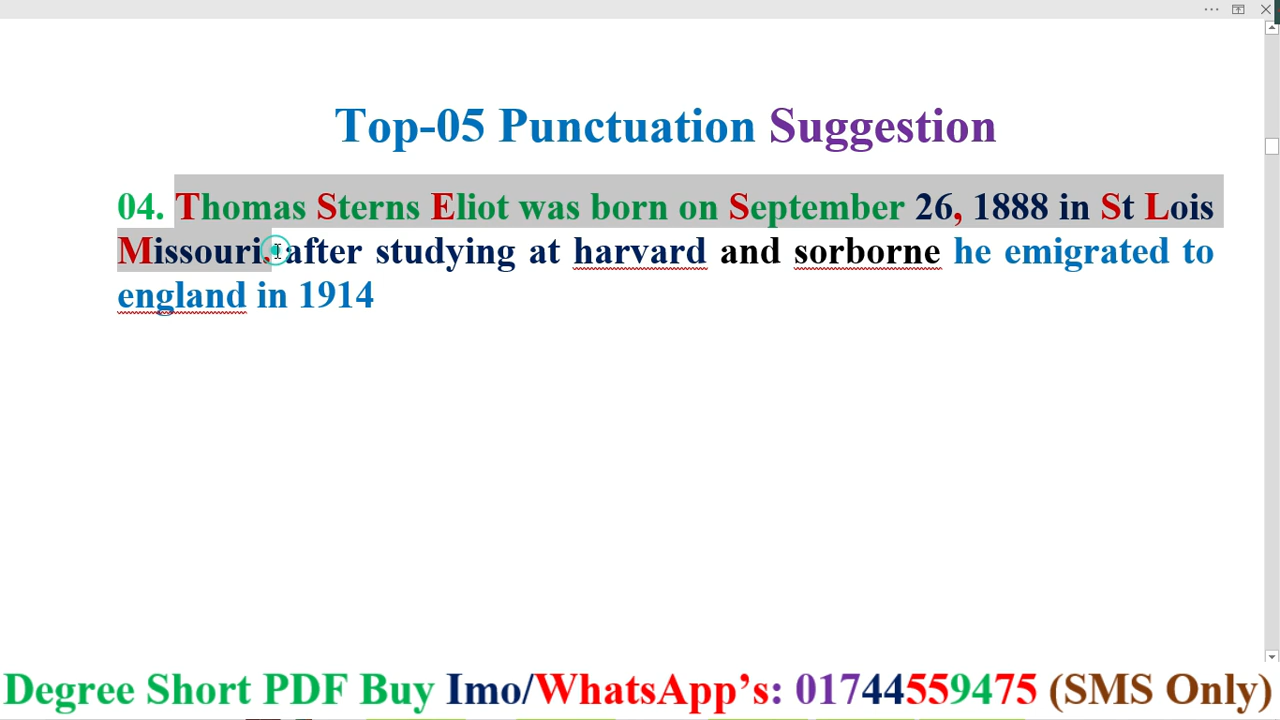 Top-05 Punctuation Suggestion
04. Thomas Sterns Eliot was born on September 26, 1888 in St Lois
Missouri. after studying at harvard and sorborne he emigrated to
england in 1914
Degree Short PDF Buy Imo/WhatsApp’s: 01744559475 (SMS Only)